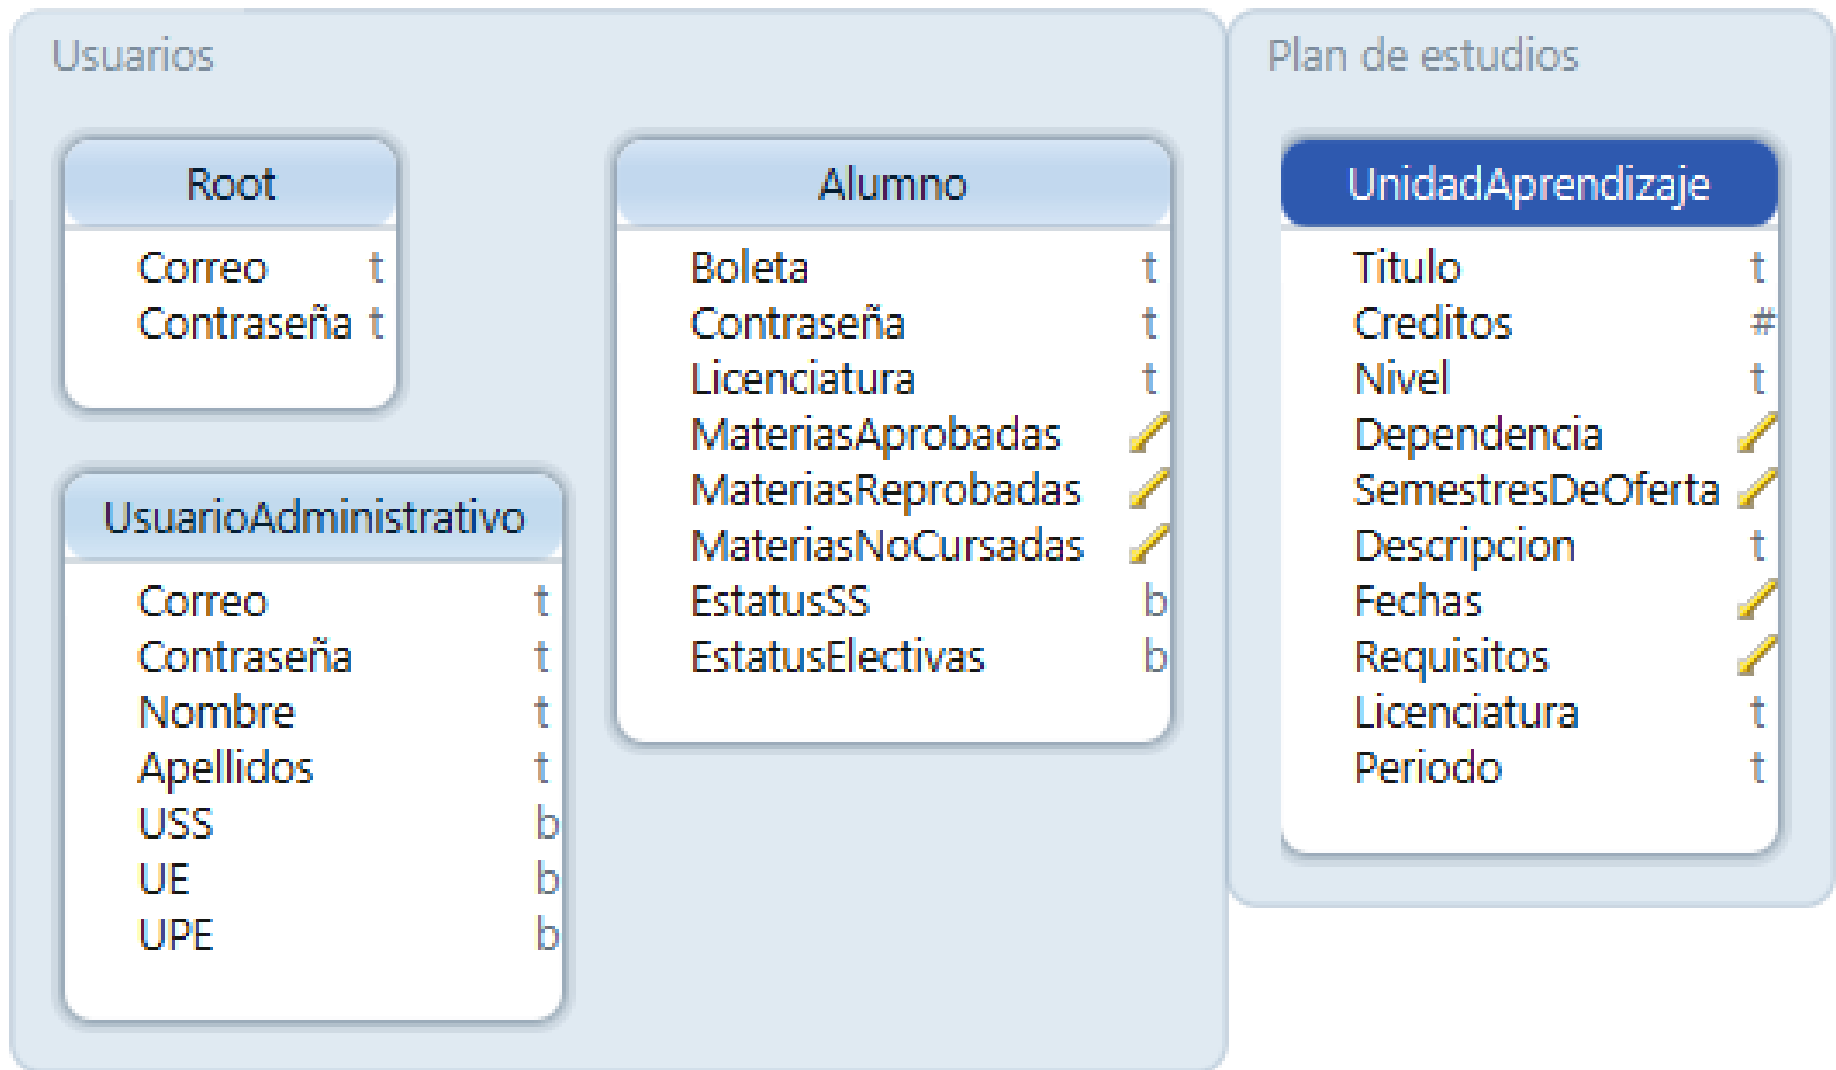 Usuarios
Root
Correo t
Contraseña t
UsuarioAdministrativo
Correo t
Contraseña t
Nombre t
Apellidos t
USS b
UE b
UPE b
Alumno
Boleta t
Contraseña t
Licenciatura t
MateriasAprobadas
MateriasReprobadas
MateriasNoCursadas
EstatusSS b
EstatusElectivas b
Plan de estudios
UnidadAprendizaje
Titulo t
Creditos #
Nivel t
Dependencia
SemestresDeOferta
Descripcion t
Fechas
Requisitos
Licenciatura t
Periodo t